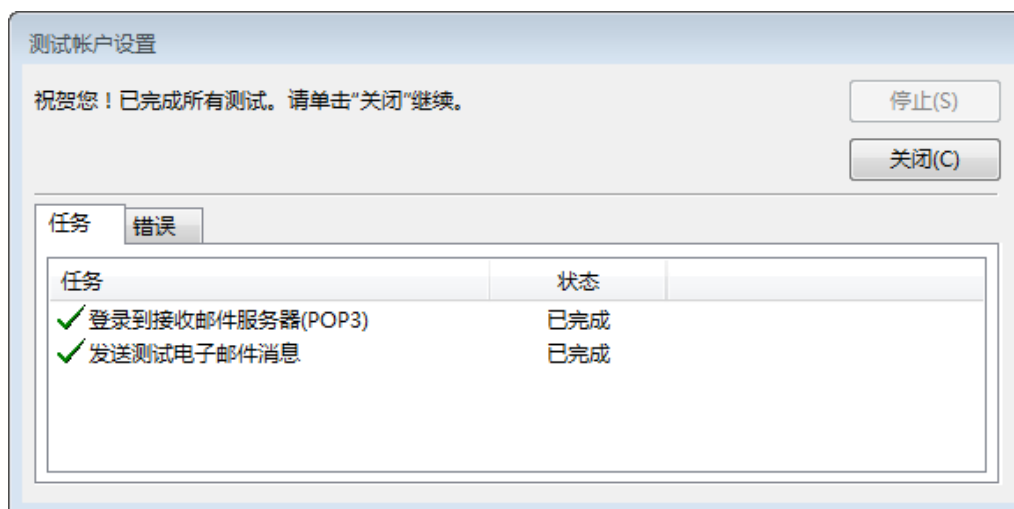 测试帐户设置
祝贺您！已完成所有测试。请单击“关闭”继续。
停止(S)
关闭(C)
任务 错误
任务 状态
登录到接收邮件服务器(POP3) 已完成
发送测试电子邮件消息 已完成